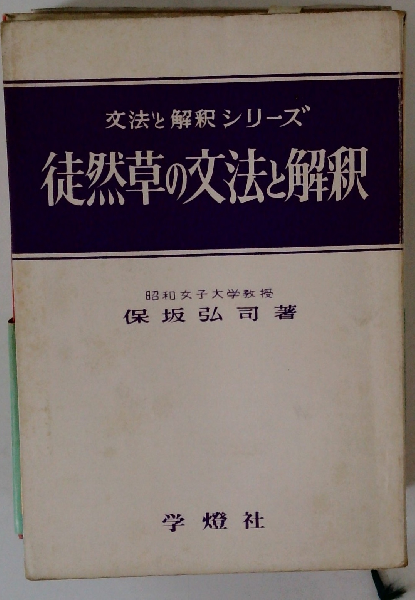 文法と解釈シリーズ
徒然草の文法と解釈
昭和女子大学教授
保坂弘司著
学燈社